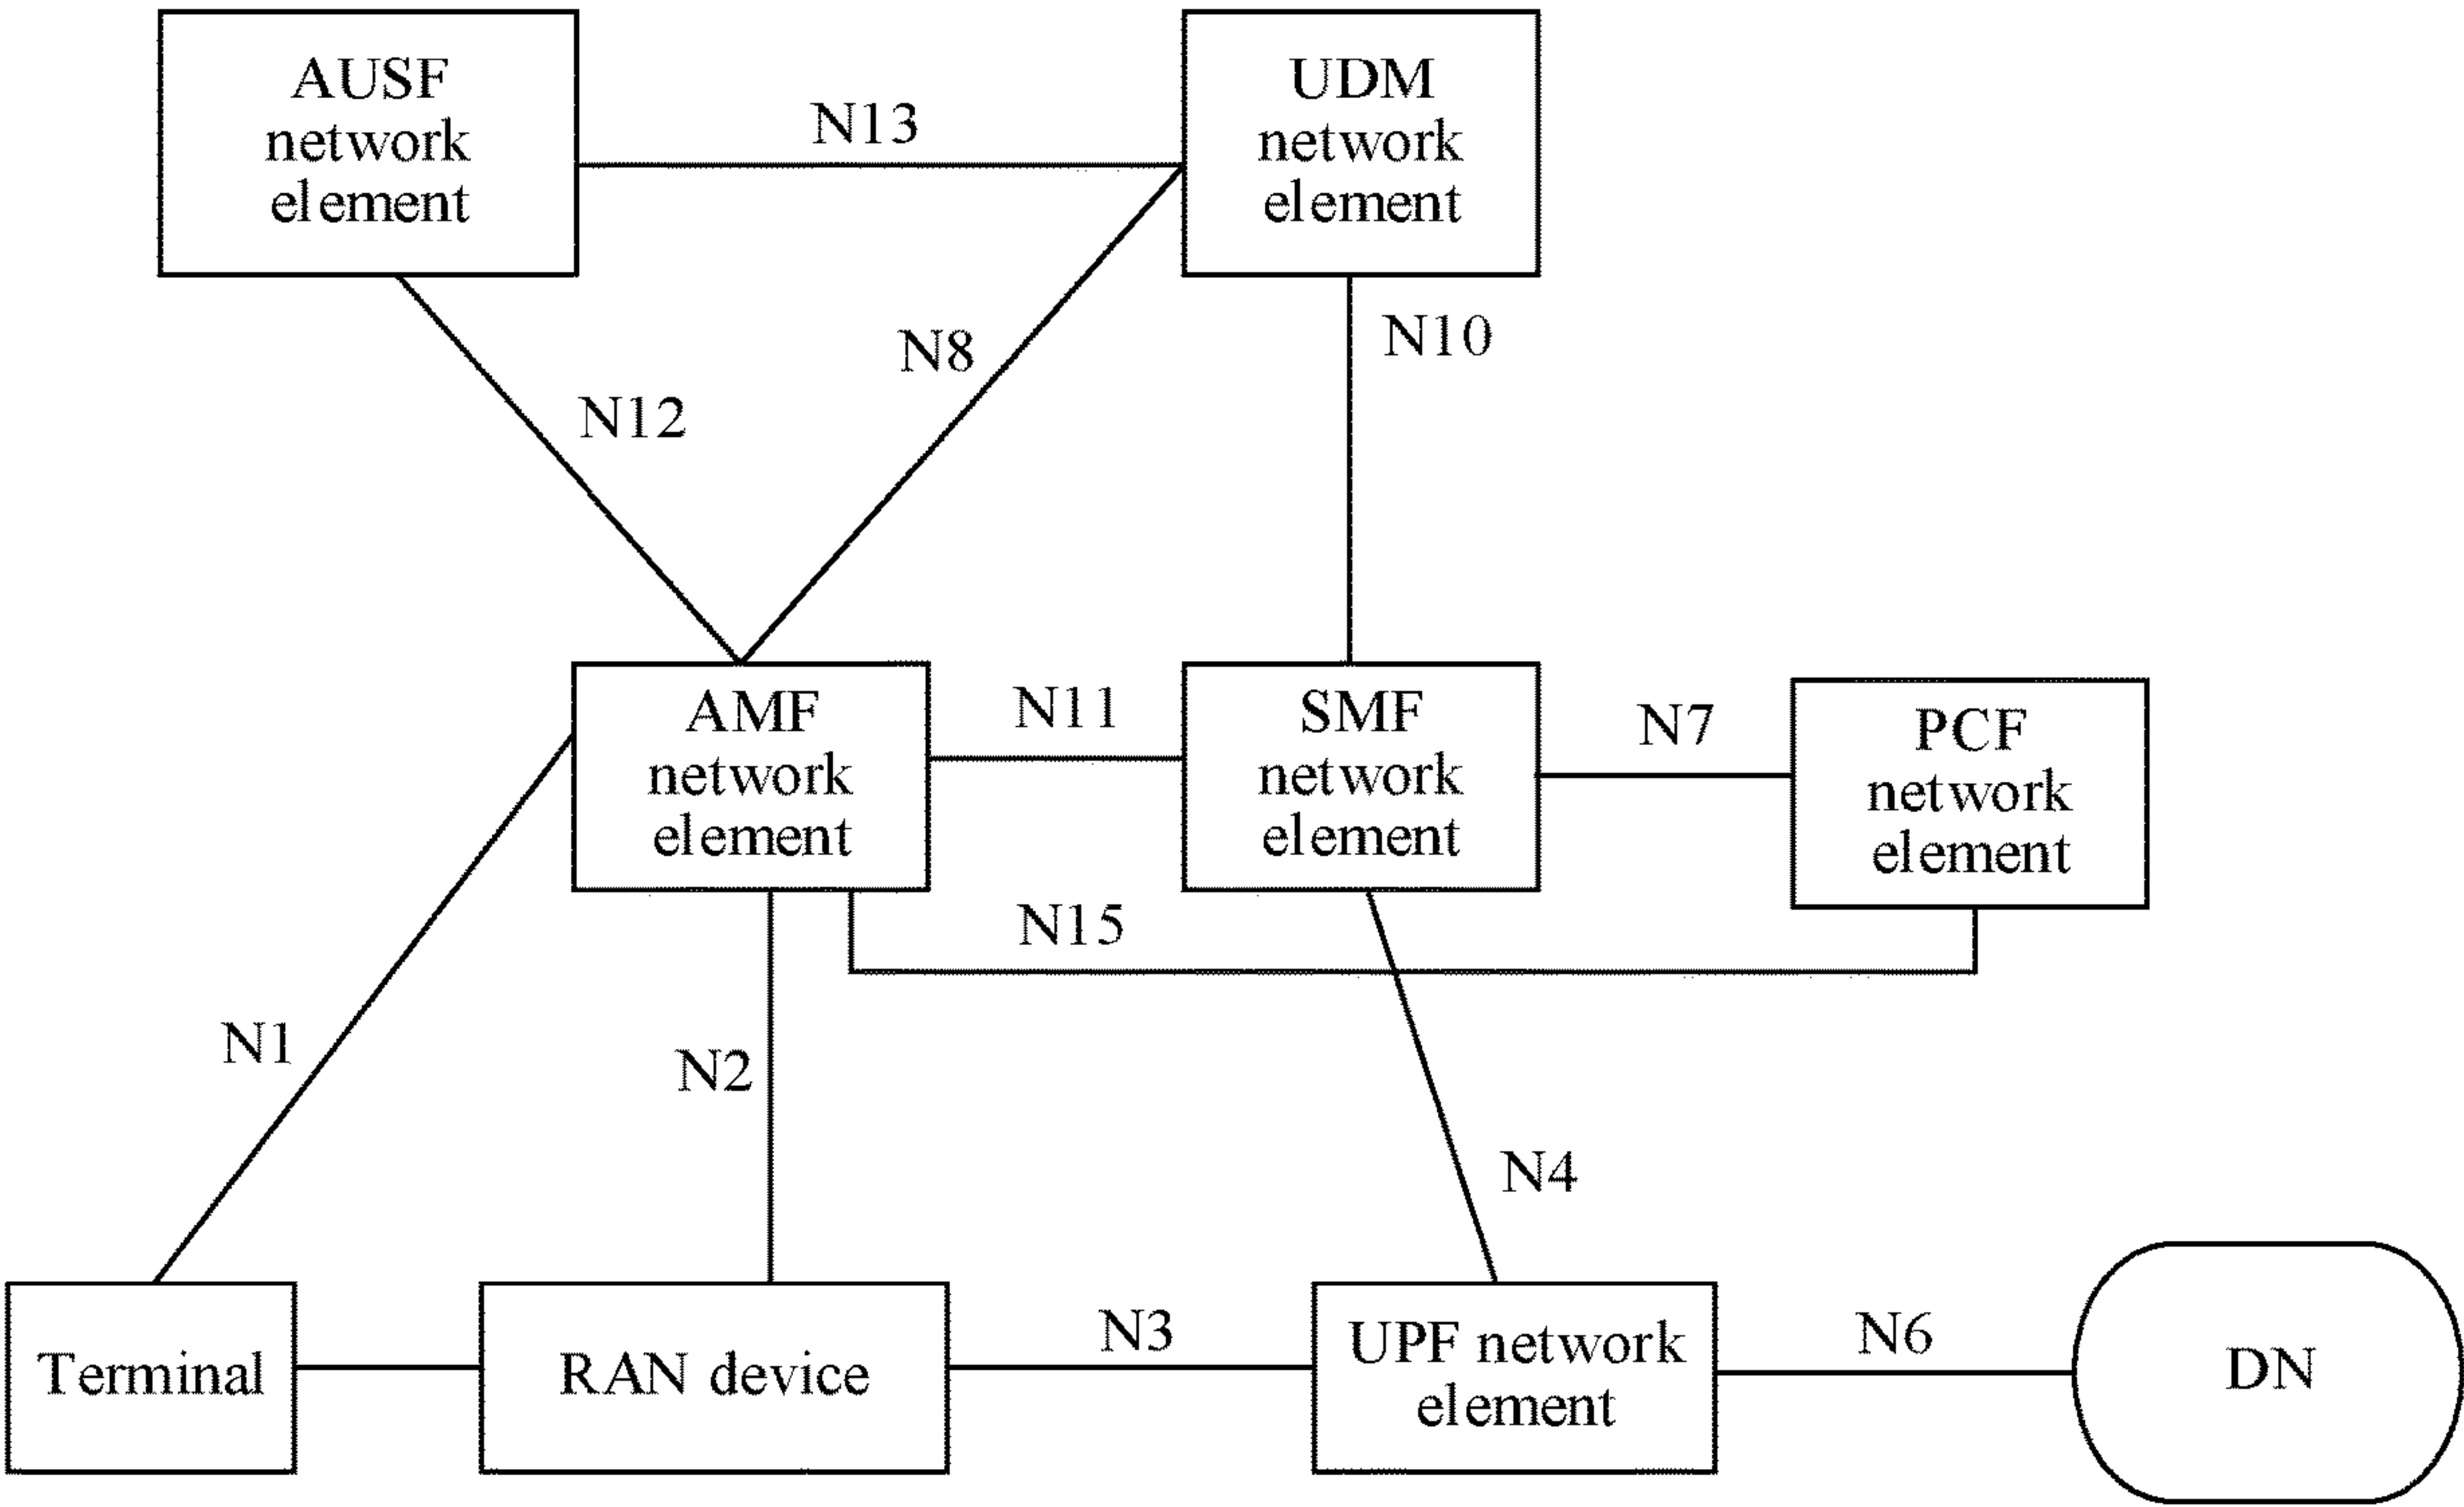 AUSF
network
element
N13
UDM
network
element
N8
N10
N12
AMF
network
element
N11
SMF
network
element
N7
PCF
network
element
N15
N1
N2
N4
Terminal
RAN device
N3
UPF network
element
N6
DN